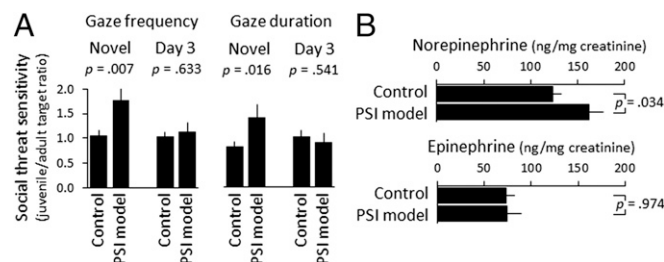 A
Gaze frequency
Gaze duration
Novel
Day 3
Novel
Day 3
p = .007
p = .633
p = .016
p = .541
Social threat sensitivity
(juvenile/adult target ratio)
2.0
1.5
1.0
0.5
0.0
Control
PSI model
Control
PSI model
Control
PSI model
Control
PSI model
B
Norepinephrine (ng/mg creatinine)
0 50 100 150 200
Control
PSI model
p = .034
Epinephrine (ng/mg creatinine)
0 50 100 150 200
Control
PSI model
p = .974